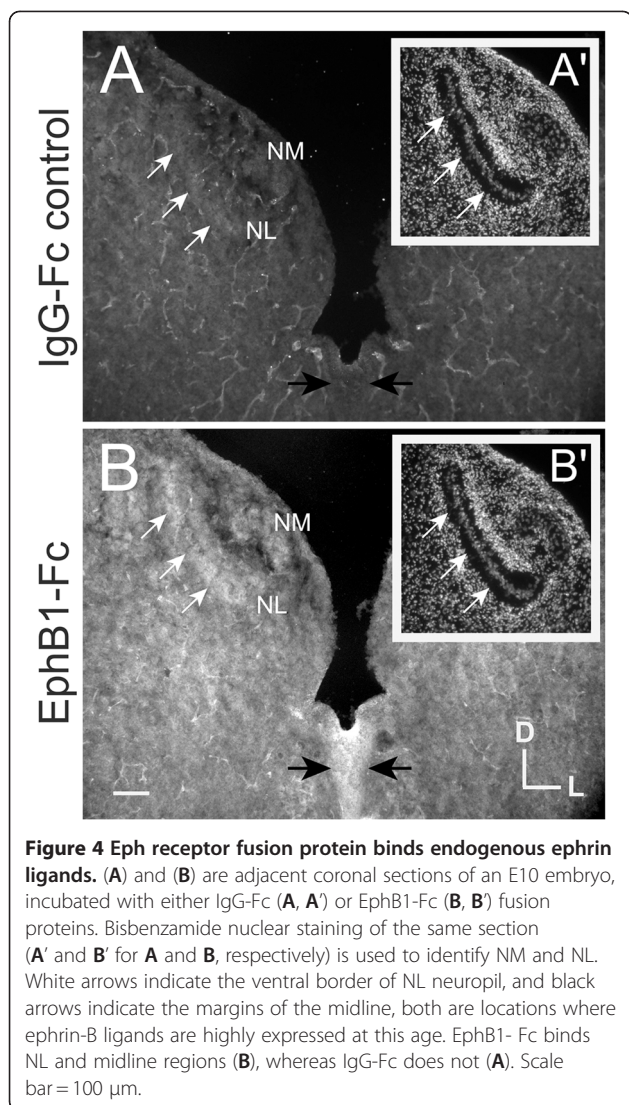 IgG-Fc control
A
NM
NL
A'
EphB1-Fc
B
NM
NL
B'
D
L
Figure 4 Eph receptor fusion protein binds endogenous ephrin
ligands. (A) and (B) are adjacent coronal sections of an E10 embryo,
incubated with either IgG-Fc (A, A’) or EphB1-Fc (B, B’) fusion
proteins. Bisbenzamide nuclear staining of the same section
(A’ and B’ for A and B, respectively) is used to identify NM and NL.
White arrows indicate the ventral border of NL neuropil, and black
arrows indicate the margins of the midline, both are locations where
ephrin-B ligands are highly expressed at this age. EphB1- Fc binds
NL and midline regions (B), whereas IgG-Fc does not (A). Scale
bar = 100 μm.